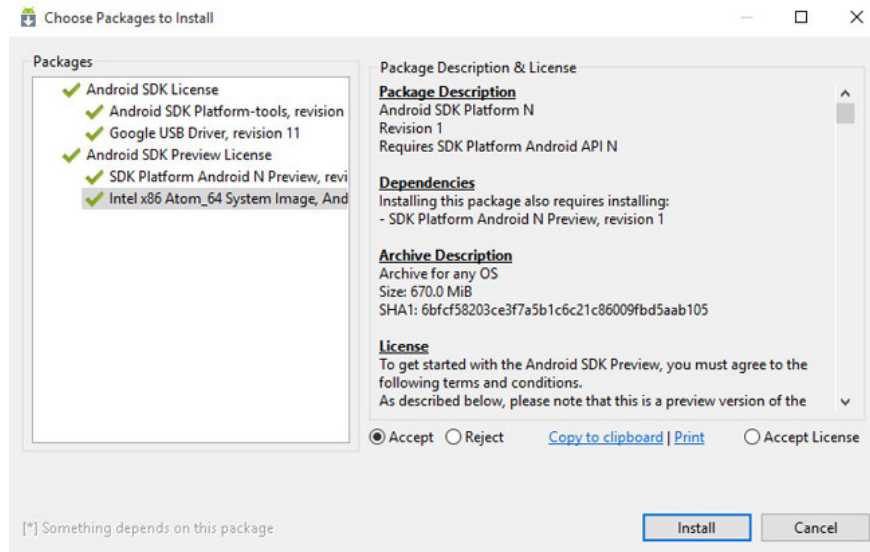 Choose Packages to Install
Packages
Android SDK License
Android SDK Platform-tools, revision
Google USB Driver, revision 11
Android SDK Preview License
SDK Platform Android N Preview, revi
Intel x86 Atom_64 System Image, And
Package Description & License
Package Description
Android SDK Platform N
Revision 1
Requires SDK Platform Android API N
Dependencies
Installing this package also requires installing:
- SDK Platform Android N Preview, revision 1
Archive Description
Archive for any OS
Size: 670.0 MiB
SHA1: 6bfcf58203ce3f7a5b1c6c21c86009fbd5aab105
License
To get started with the Android SDK Preview, you must agree to the
following terms and conditions.
As described below, please note that this is a preview version of the
Accept Reject Copy to clipboard | Print Accept License
[*] Something depends on this package
Install Cancel